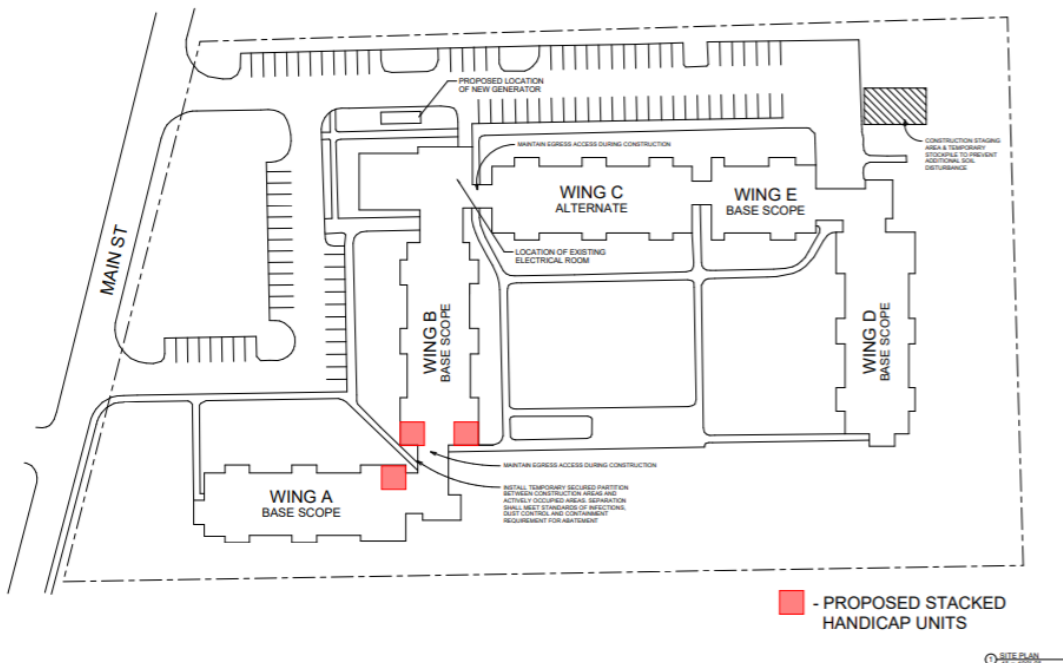 PROPOSED LOCATION
OF NEW GENERATOR
MAINTAIN EGRESS ACCESS DURING CONSTRUCTION
CONSTRUCTION STAGING
AREA & TEMPORARY
STOCKPILE TO PREVENT
ADDITIONAL SOIL
DISTURBANCE
WING C
ALTERNATE
WING E
BASE SCOPE
MAIN ST
LOCATION OF EXISTING
ELECTRICAL ROOM
WING B
BASE SCOPE
WING D
BASE SCOPE
MAINTAIN EGRESS ACCESS DURING CONSTRUCTION
INSTALL TEMPORARY SECURED PARTITION
BETWEEN CONSTRUCTION AREAS AND
ACTIVELY OCCUPIED AREAS. SEPARATION
SHALL MEET STANDARDS OF INFECTIONS,
DUST CONTROL AND CONTAINMENT
REQUIREMENT FOR ABATEMENT
WING A
BASE SCOPE
- PROPOSED STACKED
HANDICAP UNITS
1 SITE PLAN